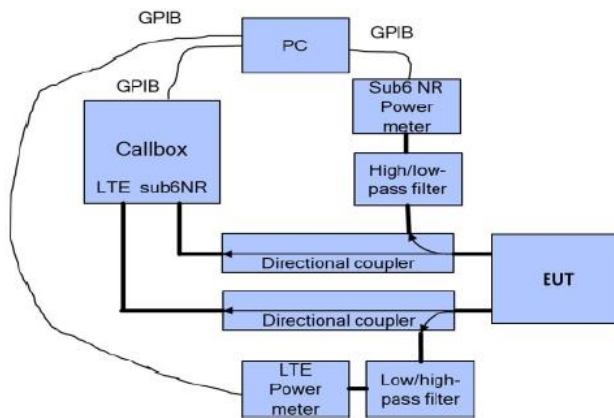 GPIB
PC
GPIB
GPIB
Sub6 NR
Power
meter
Callbox
LTE sub6NR
High/low-
pass filter
Directional coupler
EUT
Directional coupler
LTE
Power
meter
Low/high-
pass filter